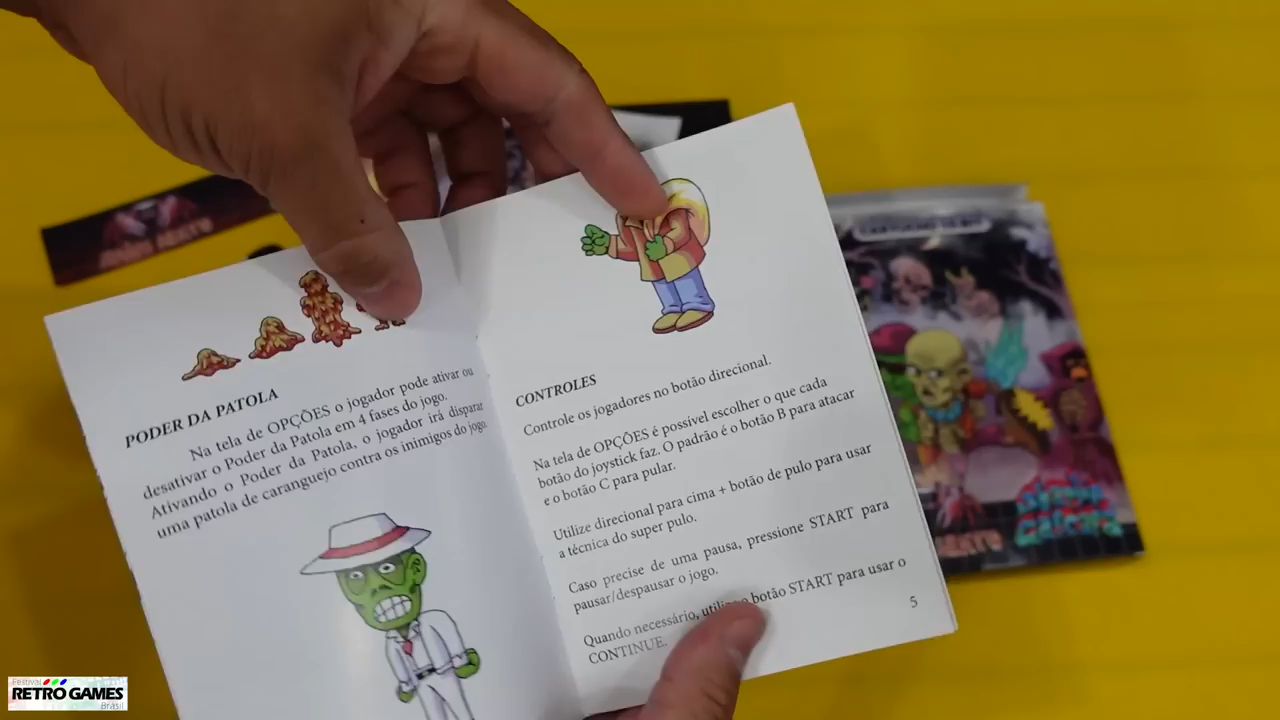 PODER DA PATOLA
Na tela de OPÇÕES o jogador pode ativar ou
desativar o Poder da Patola em 4 fases do jogo.
Ativando o Poder da Patola, o jogador irá disparar
uma patola de caranguejo contra os inimigos do jogo.
CONTROLES
Controle os jogadores no botão direcional.
Na tela de OPÇÕES é possível escolher o que cada
botão do joystick faz. O padrão é o botão B para atacar
e o botão C para pular.
Utilize direcional para cima + botão de pulo para usar
a técnica do super pulo.
Caso precise de uma pausa, pressione START para
pausar/despausar o jogo.
Quando necessário, utilize o botão START para usar o
CONTINUE.
5
Festival
RETRO GAMES
Brasil